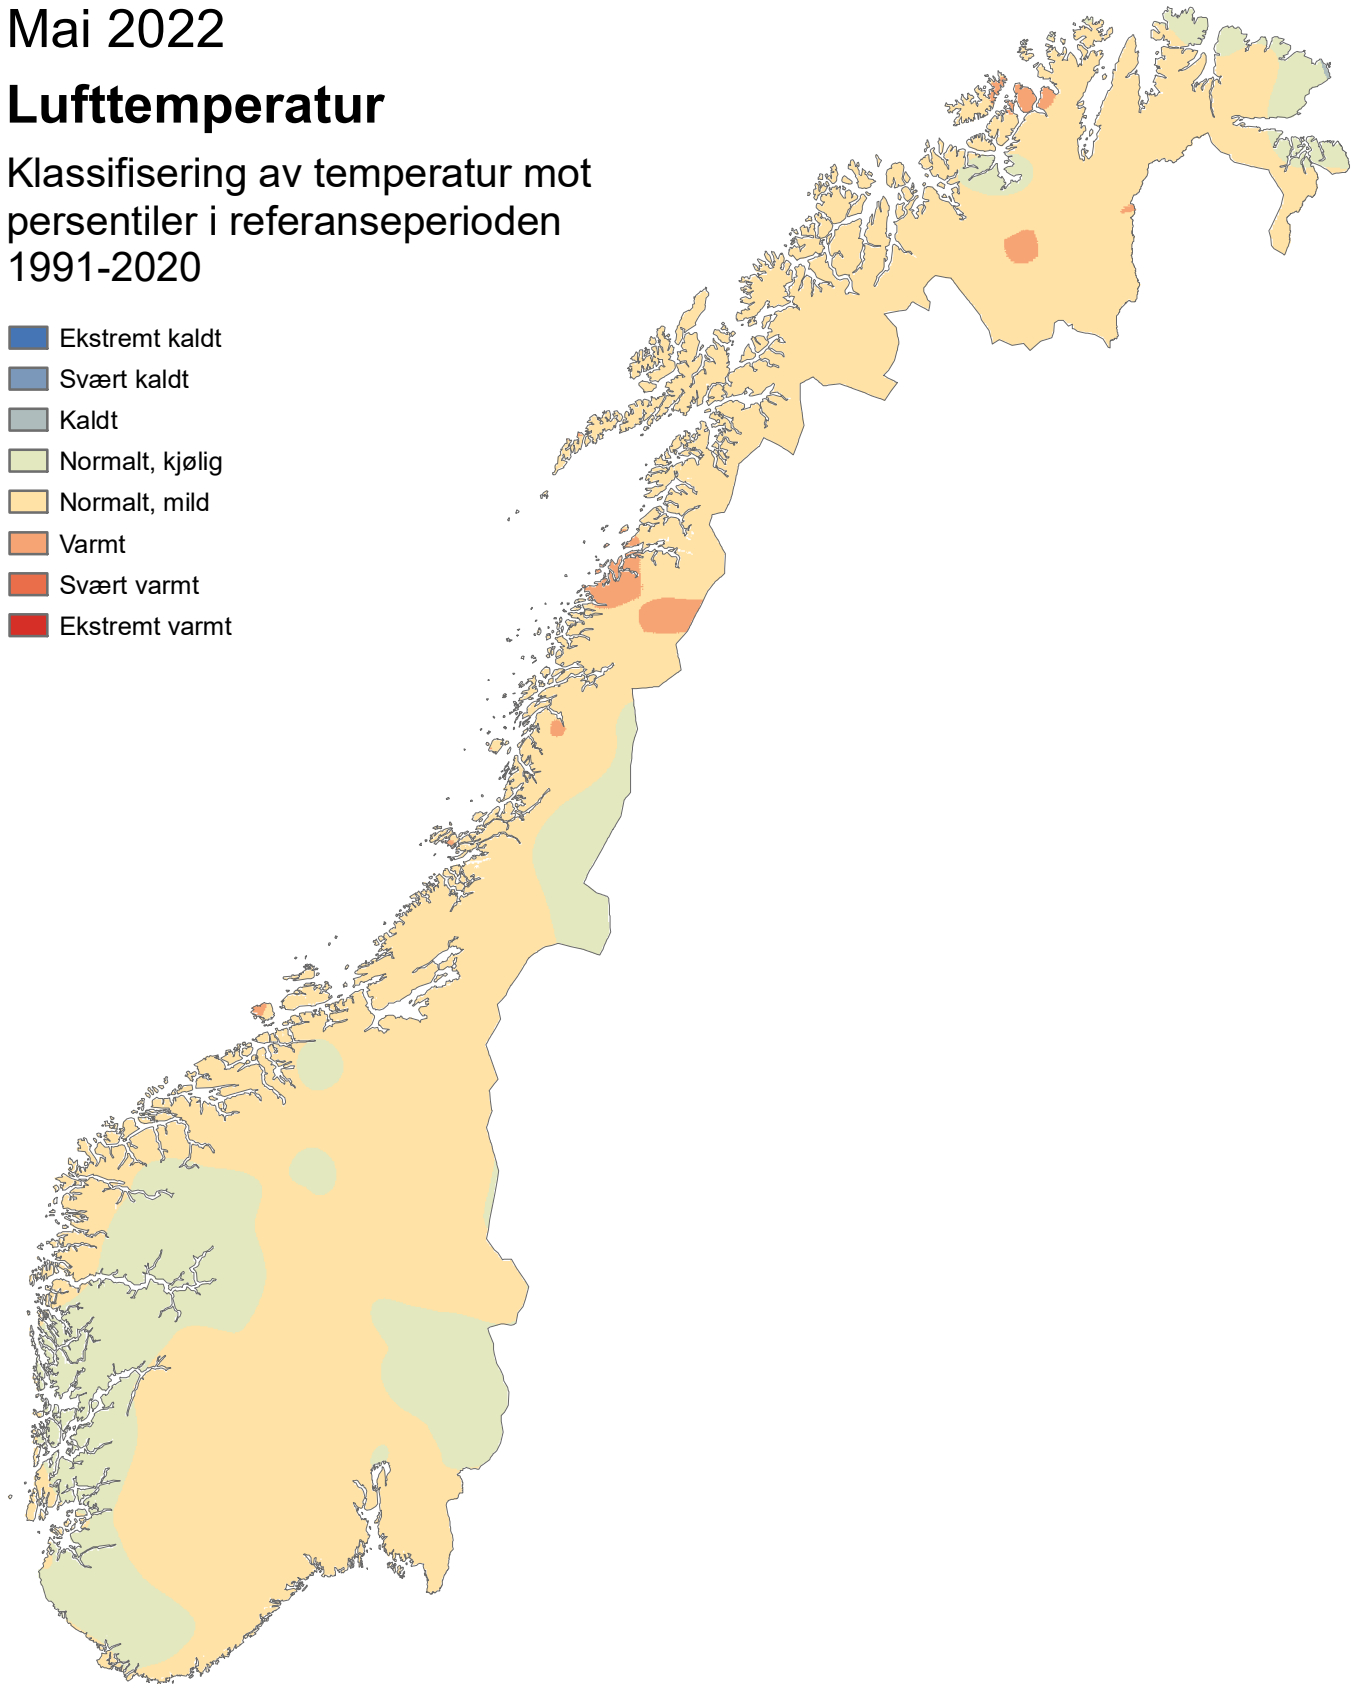 Mai 2022
Lufttemperatur
Klassifisering av temperatur mot
persentiler i referanseperioden
1991-2020
Ekstremt kaldt
Svært kaldt
Kaldt
Normalt, kjølig
Normalt, mild
Varmt
Svært varmt
Ekstremt varmt